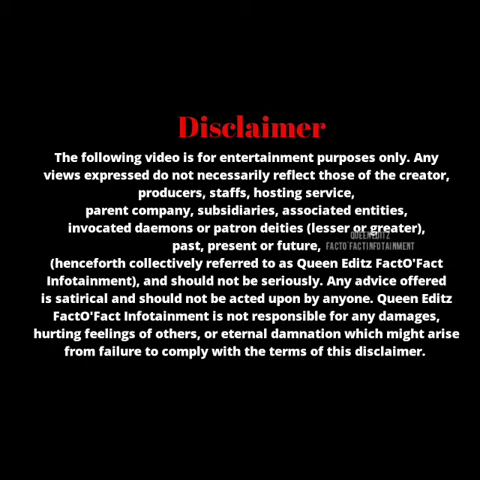 Disclaimer
The following video is for entertainment purposes only. Any
views expressed do not necessarily reflect those of the creator,
producers, staffs, hosting service,
parent company, subsidiaries, associated entities,
invocated daemons or patron deities (lesser or greater),
QUEEN EDITZ
past, present or future,
FACTO'FACTINFOTAINMENT
(henceforth collectively referred to as Queen Editz FactO'Fact
Infotainment), and should not be seriously. Any advice offered
is satirical and should not be acted upon by anyone. Queen Editz
FactO'Fact Infotainment is not responsible for any damages,
hurting feelings of others, or eternal damnation which might arise
from failure to comply with the terms of this disclaimer.